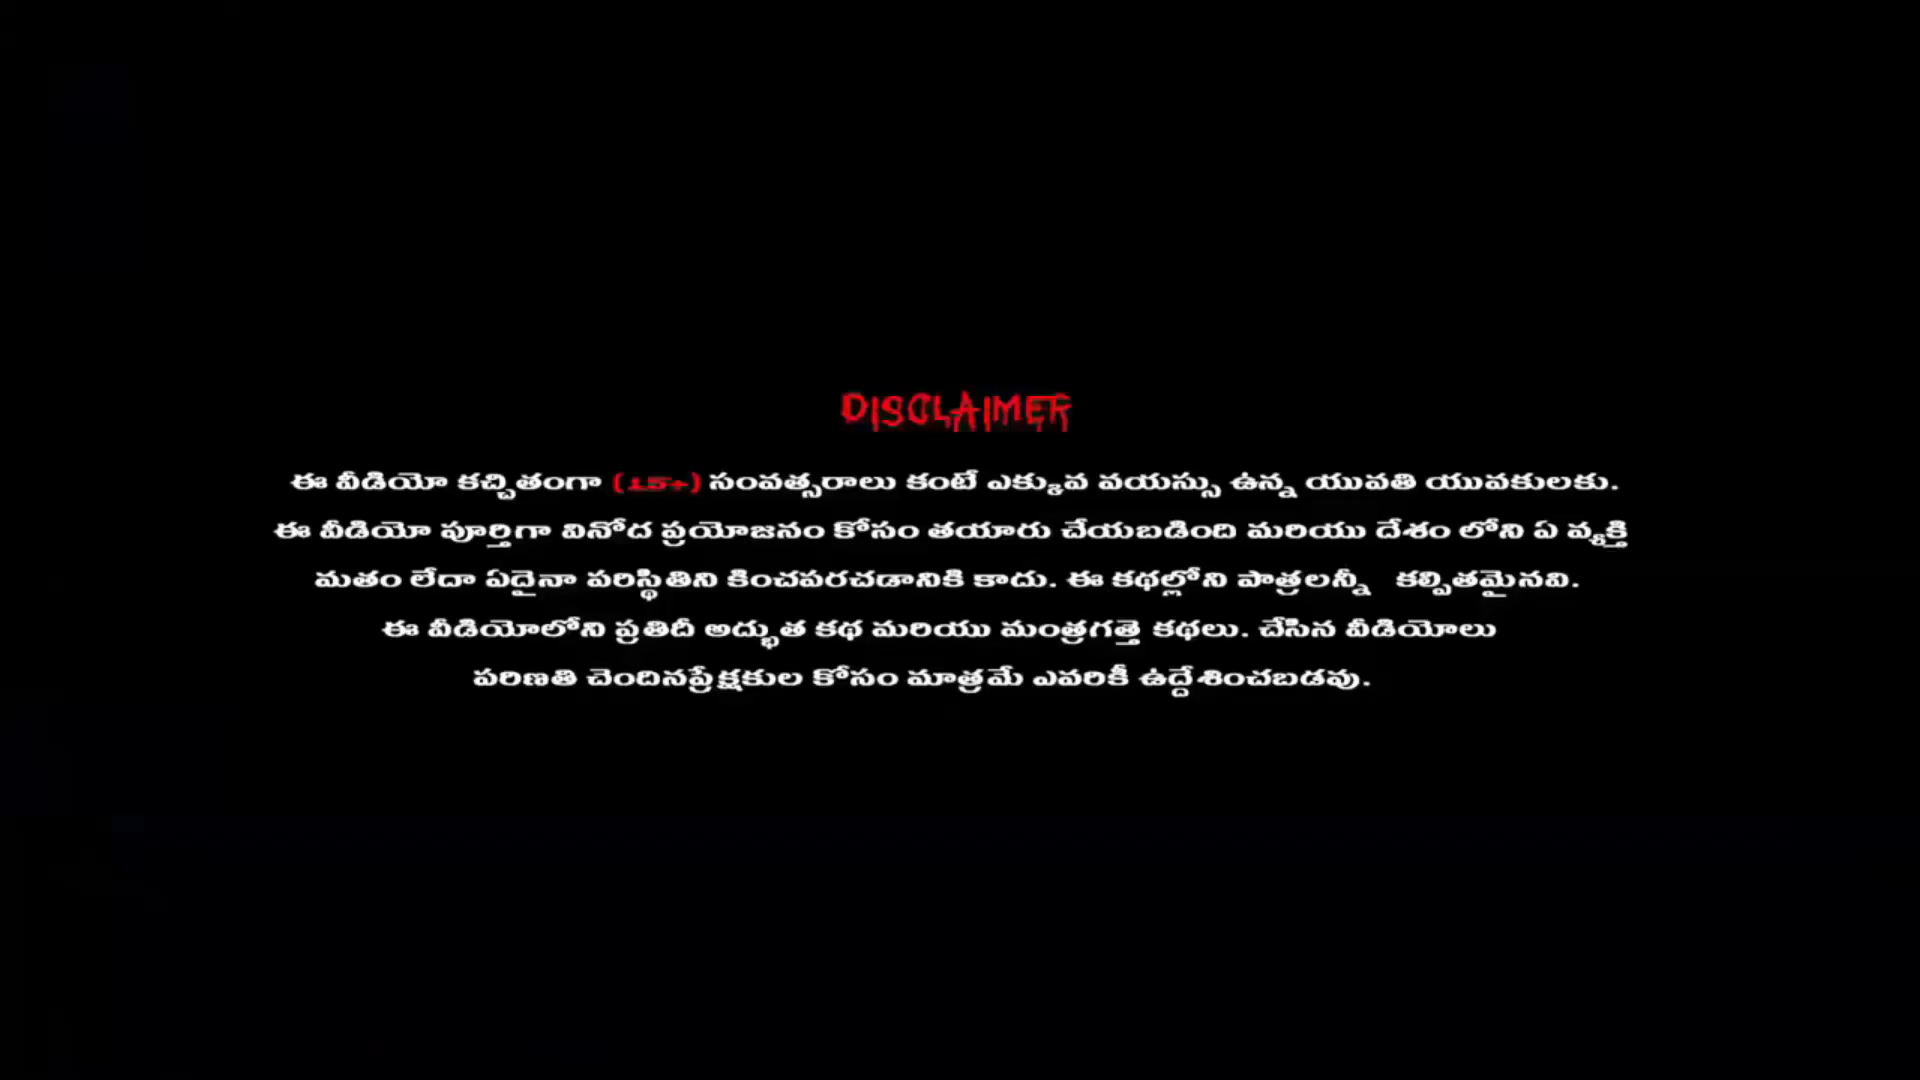 DISCLAIMER
ఈ వీడియో కచ్చితంగా (15+) సంవత్సరాలు కంటే ఎక్కువ వయస్సు ఉన్న యువతి యువకులకు.
ఈ వీడియో పూర్తిగా వినోద ప్రయోజనం కోసం తయారు చేయబడింది మరియు దేశం లోని ఏ వ్యక్తి
మతం లేదా ఏదైనా పరిస్థితిని కించపరచడానికి కాదు. ఈ కథల్లోని పాత్రలన్నీ కల్పితమైనవి.
ఈ వీడియోలోని ప్రతిదీ అద్భుత కథ మరియు మంత్రగత్తె కథలు. చేసిన వీడియోలు
పరిణతి చెందినప్రేక్షకుల కోసం మాత్రమే ఎవరికీ ఉద్దేశించబడవు.